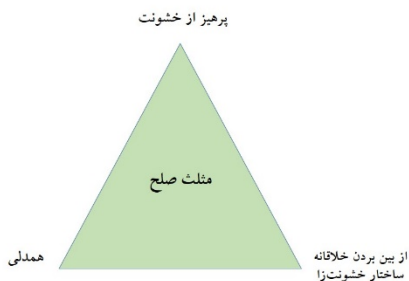 پرهیز از خشونت
مثلث صلح
از بین بردن خلاقانه
ساختار خشونت‌زا
همدلی